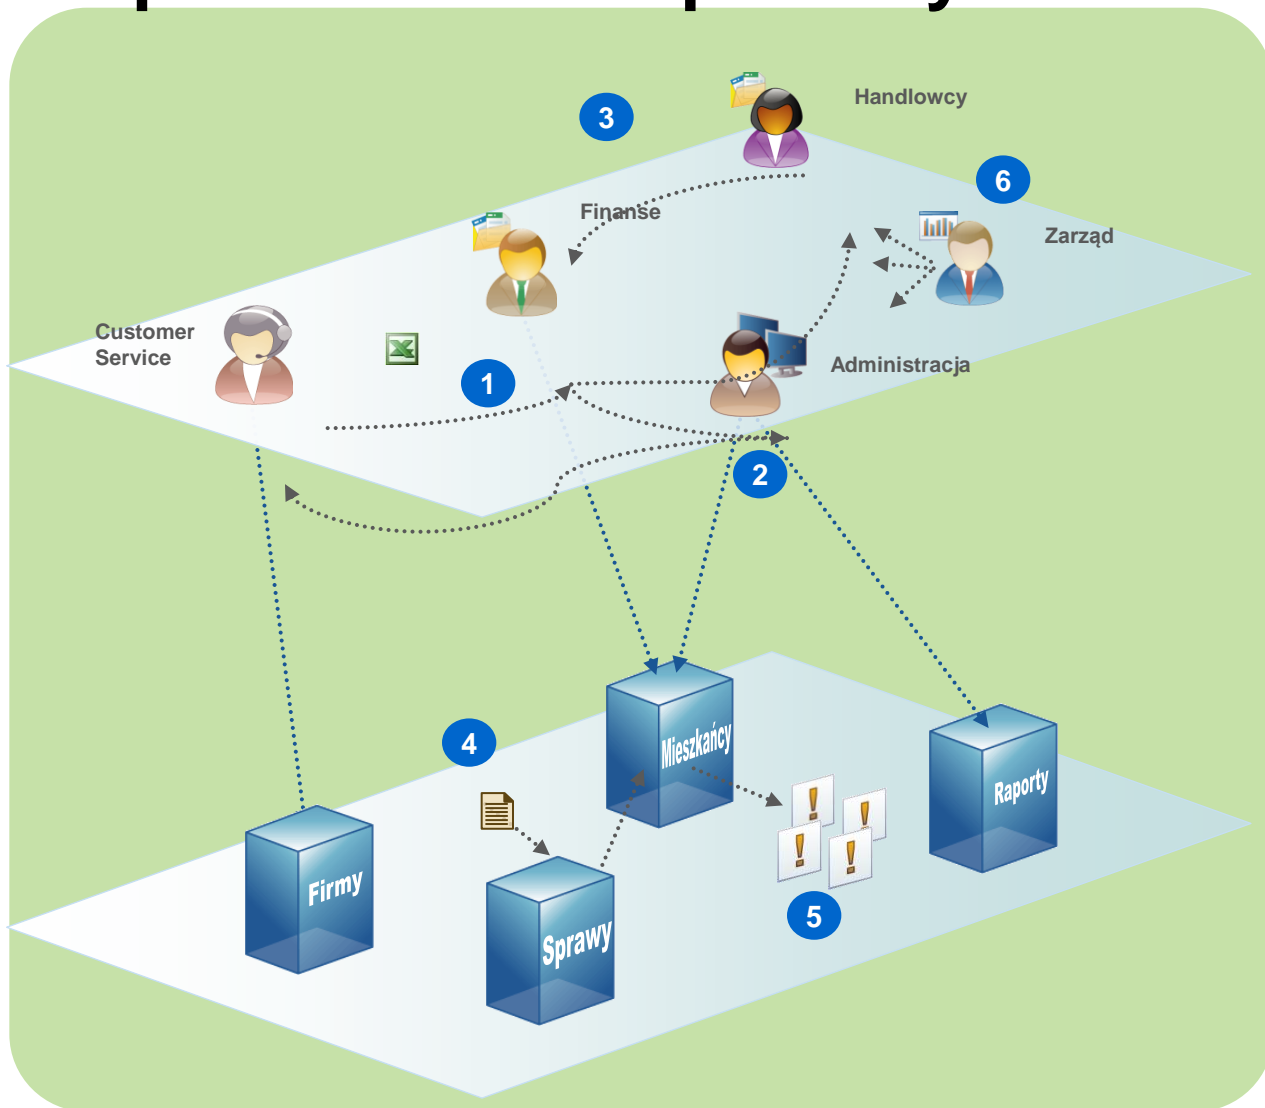 Handlowcy
3
6
Finanse
Zarząd
Customer
Service
Administracja
1
2
Mieszkańcy
4
Raporty
Firmy
Sprawy
5